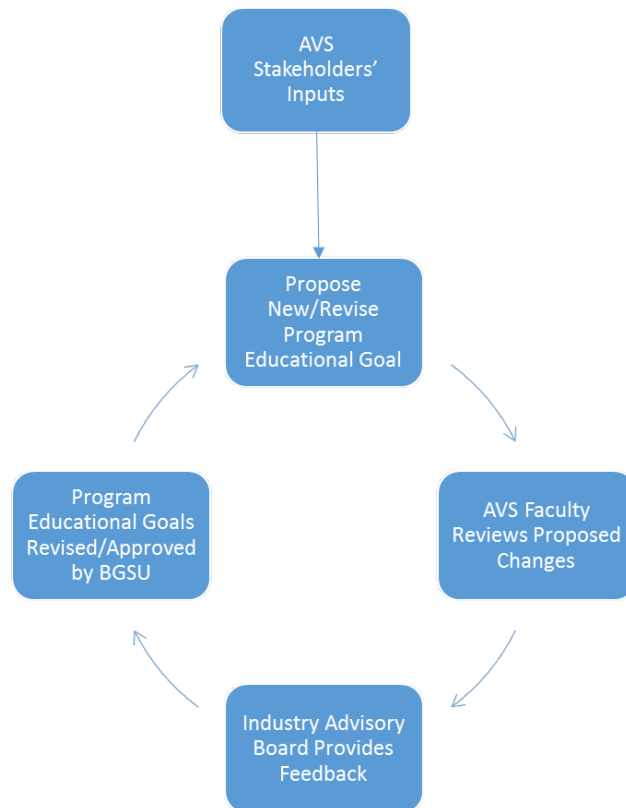 AVS
Stakeholders'
Inputs
Propose
New/Revise
Program
Educational Goal
AVS Faculty
Reviews Proposed
Changes
Industry Advisory
Board Provides
Feedback
Program
Educational Goals
Revised/Approved
by BGSU